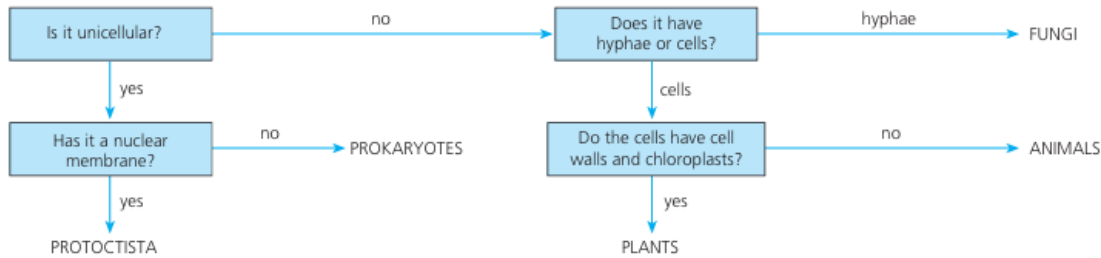 Is it unicellular?
no
Does it have
hyphae or cells?
hyphae
FUNGI
yes
cells
Has it a nuclear
membrane?
no
PROKARYOTES
Do the cells have cell
walls and chloroplasts?
no
ANIMALS
yes
yes
PROTOCTISTA
PLANTS